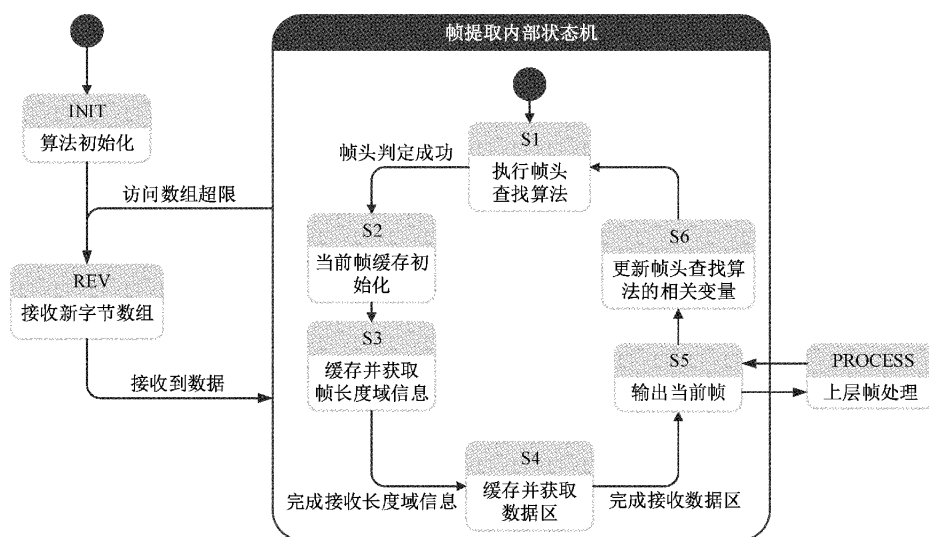 帧提取内部状态机
INIT
算法初始化
访问数组超限
REV
接收新字节数组
接收到数据
S1
执行帧头
查找算法
帧头判定成功
S2
当前帧缓存初
始化
S3
缓存并获取
帧长度域信息
完成接收长度域信息
S4
缓存并获取
数据区
完成接收数据区
S5
输出当前帧
S6
更新帧头查找算
法的相关变量
PROCESS
上层帧处理